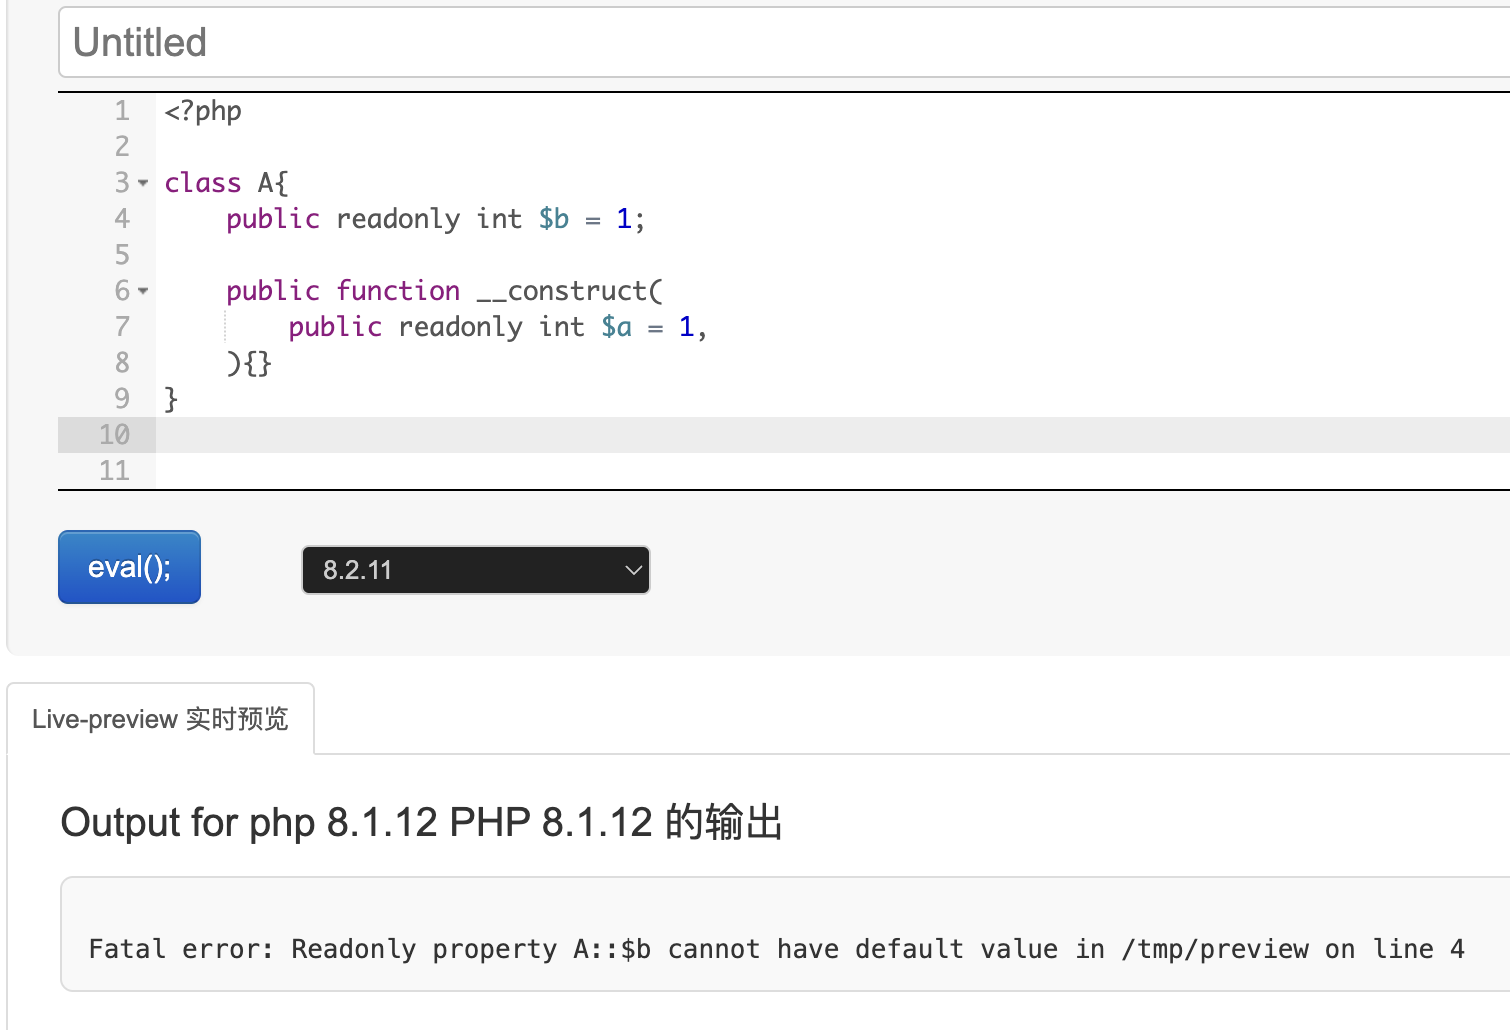 Untitled
1 <?php
2
3 class A{
4     public readonly int $b = 1;
5
6     public function __construct(
7         public readonly int $a = 1,
8     ){}
9 }
10
11
eval();
8.2.11
Live-preview 实时预览
Output for php 8.1.12 PHP 8.1.12 的输出
Fatal error: Readonly property A::$b cannot have default value in /tmp/preview on line 4